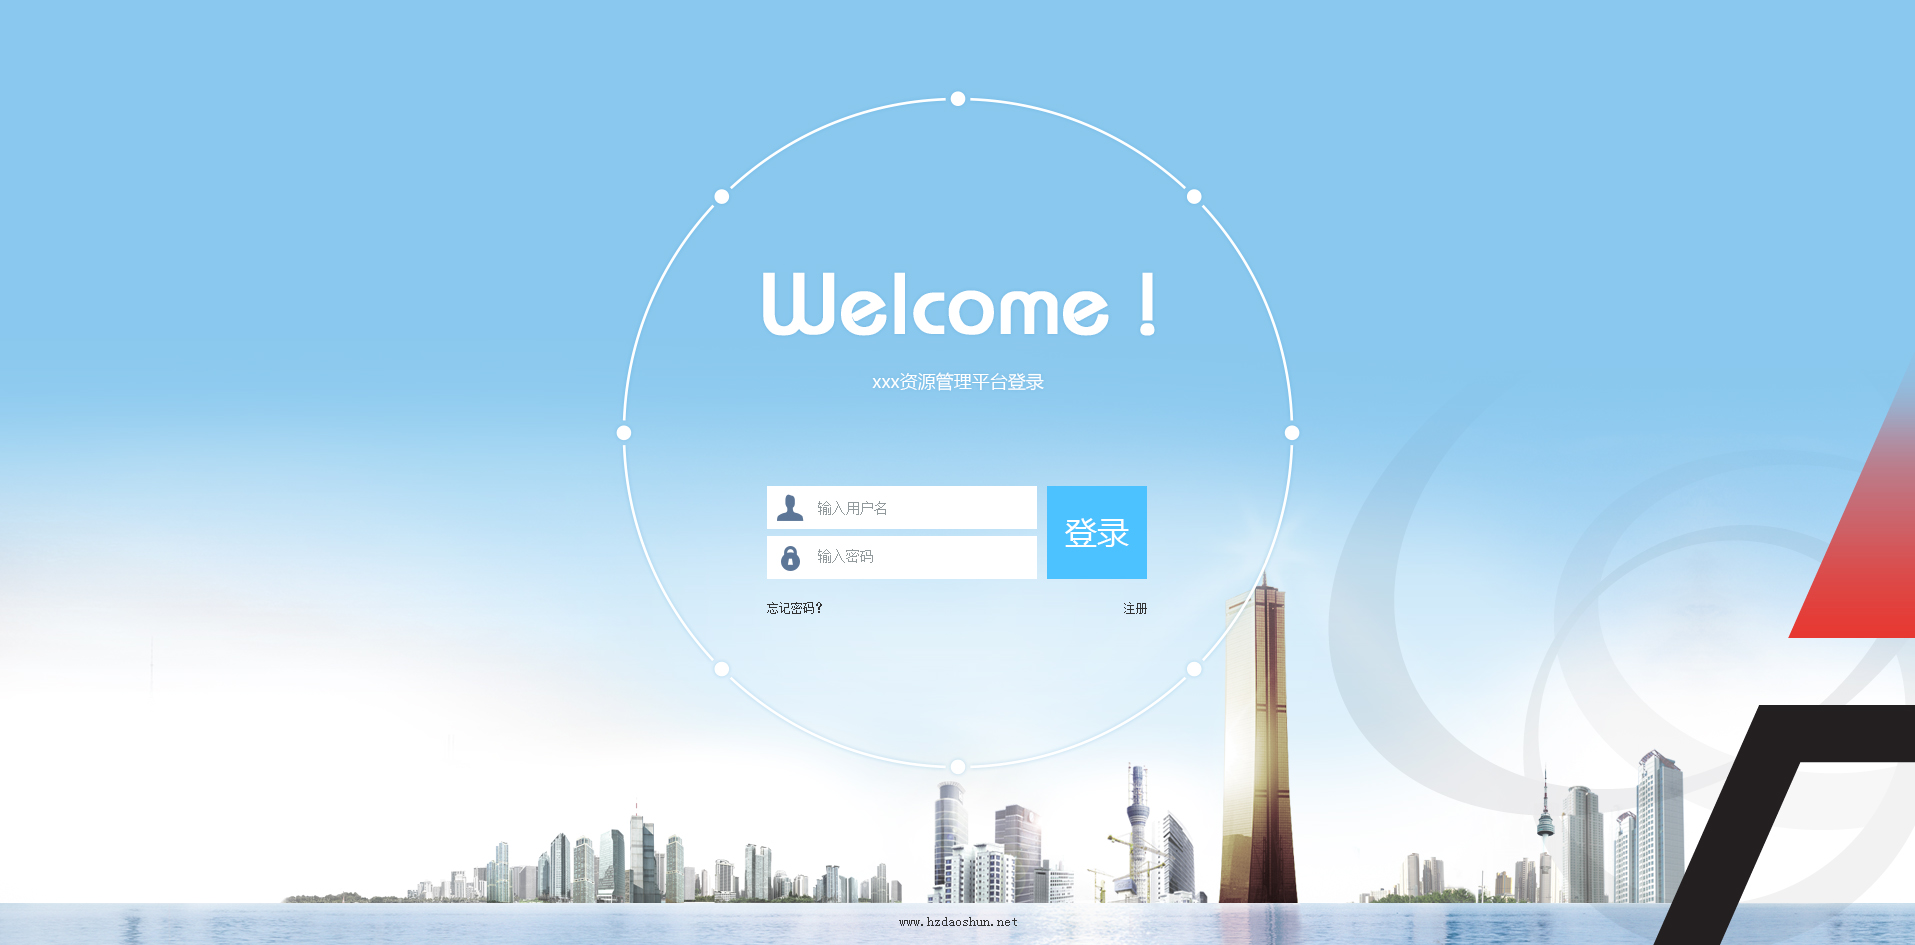 Welcome !
xxx资源管理平台登录
输入用户名
登录
输入密码
忘记密码?
注册
www.hzdaoshun.net